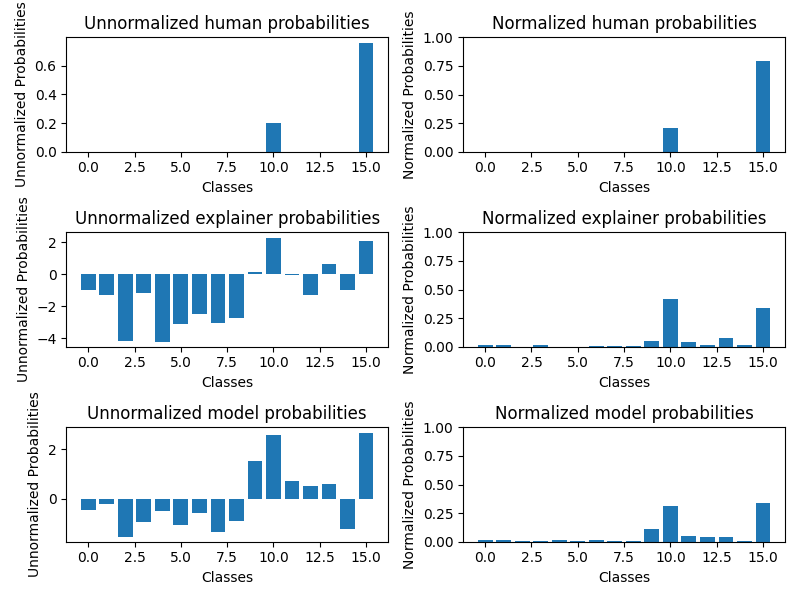 Unnormalized human probabilities
Unnormalized Probabilities
0.6
0.4
0.2
0.0
0.0 2.5 5.0 7.5 10.0 12.5 15.0
Classes
Normalized human probabilities
Normalized Probabilities
1.00
0.75
0.50
0.25
0.00
0.0 2.5 5.0 7.5 10.0 12.5 15.0
Classes
Unnormalized explainer probabilities
Unnormalized Probabilities
2
0
−2
−4
0.0 2.5 5.0 7.5 10.0 12.5 15.0
Classes
Normalized explainer probabilities
Normalized Probabilities
1.00
0.75
0.50
0.25
0.00
0.0 2.5 5.0 7.5 10.0 12.5 15.0
Classes
Unnormalized model probabilities
Unnormalized Probabilities
2
0
0.0 2.5 5.0 7.5 10.0 12.5 15.0
Classes
Normalized model probabilities
Normalized Probabilities
1.00
0.75
0.50
0.25
0.00
0.0 2.5 5.0 7.5 10.0 12.5 15.0
Classes